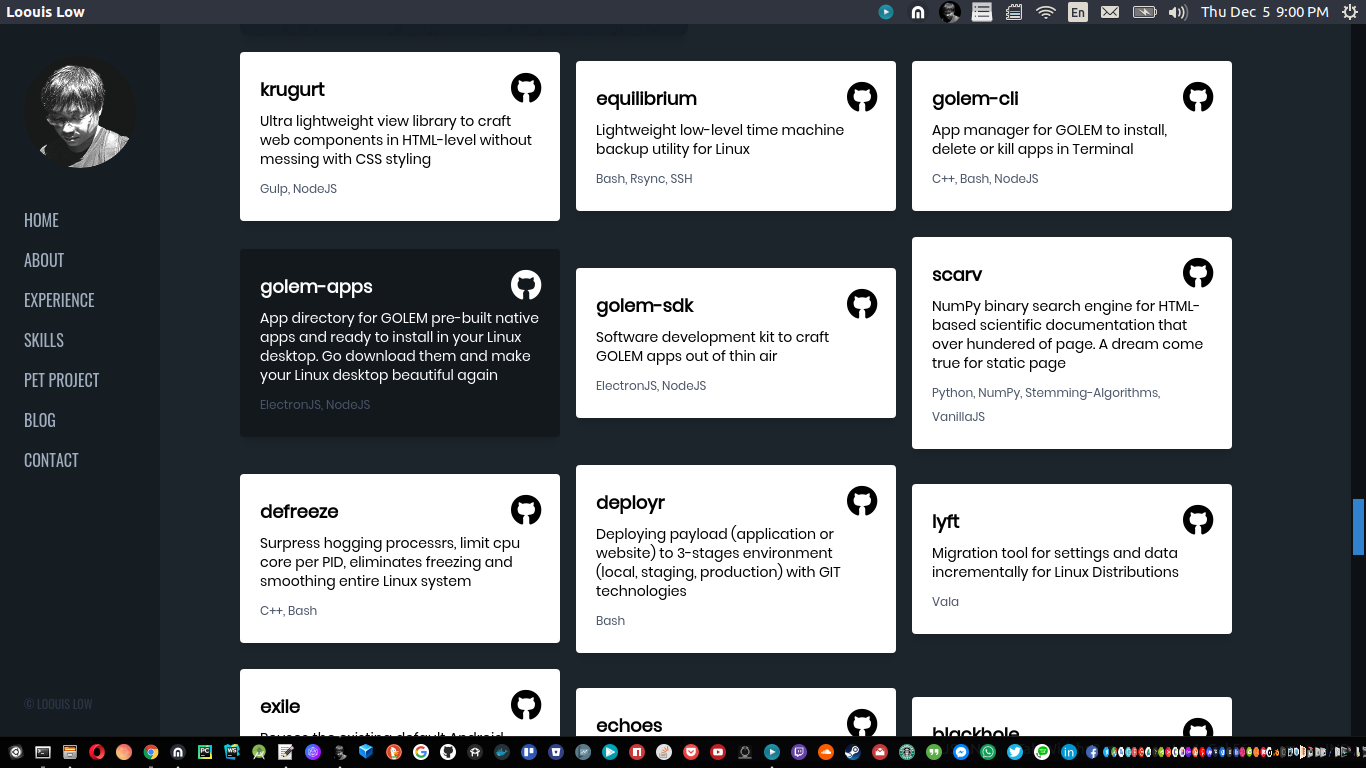 Loouis Low
En
Thu Dec 5 9:00 PM
HOME
ABOUT
EXPERIENCE
SKILLS
PET PROJECT
BLOG
CONTACT
© LOOUIS LOW
krugurt
Ultra lightweight view library to craft
web components in HTML-level without
messing with CSS styling
Gulp, NodeJS
equilibrium
Lightweight low-level time machine
backup utility for Linux
Bash, Rsync, SSH
golem-cli
App manager for GOLEM to install,
delete or kill apps in Terminal
C++, Bash, NodeJS
golem-apps
App directory for GOLEM pre-built native
apps and ready to install in your Linux
desktop. Go download them and make
your Linux desktop beautiful again
ElectronJS, NodeJS
golem-sdk
Software development kit to craft
GOLEM apps out of thin air
ElectronJS, NodeJS
scarv
NumPy binary search engine for HTML-
based scientific documentation that
over hundered of page. A dream come
true for static page
Python, NumPy, Stemming-Algorithms,
VanillaJS
defreeze
Surpress hogging processrs, limit cpu
core per PID, eliminates freezing and
smoothing entire Linux system
C++, Bash
deployr
Deploying payload (application or
website) to 3-stages environment
(local, staging, production) with GIT
technologies
Bash
lyft
Migration tool for settings and data
incrementally for Linux Distributions
Vala
exile
existing default Android
echoes
blackhole